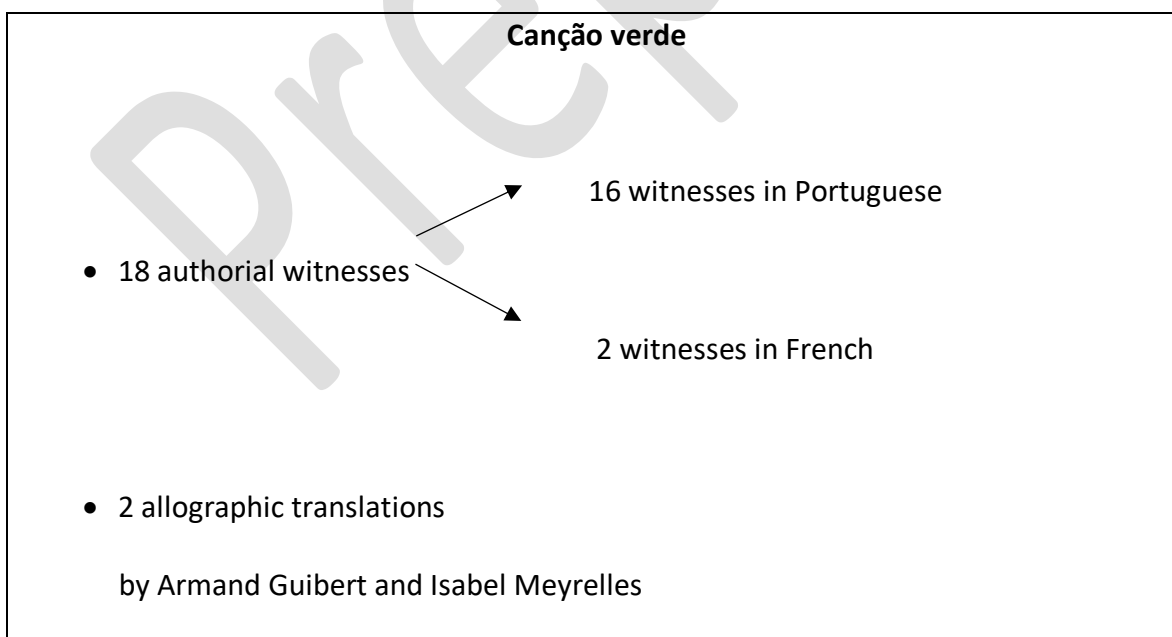 Canção verde
16 witnesses in Portuguese
• 18 authorial witnesses
2 witnesses in French
• 2 allographic translations
by Armand Guibert and Isabel Meyrelles
Prep